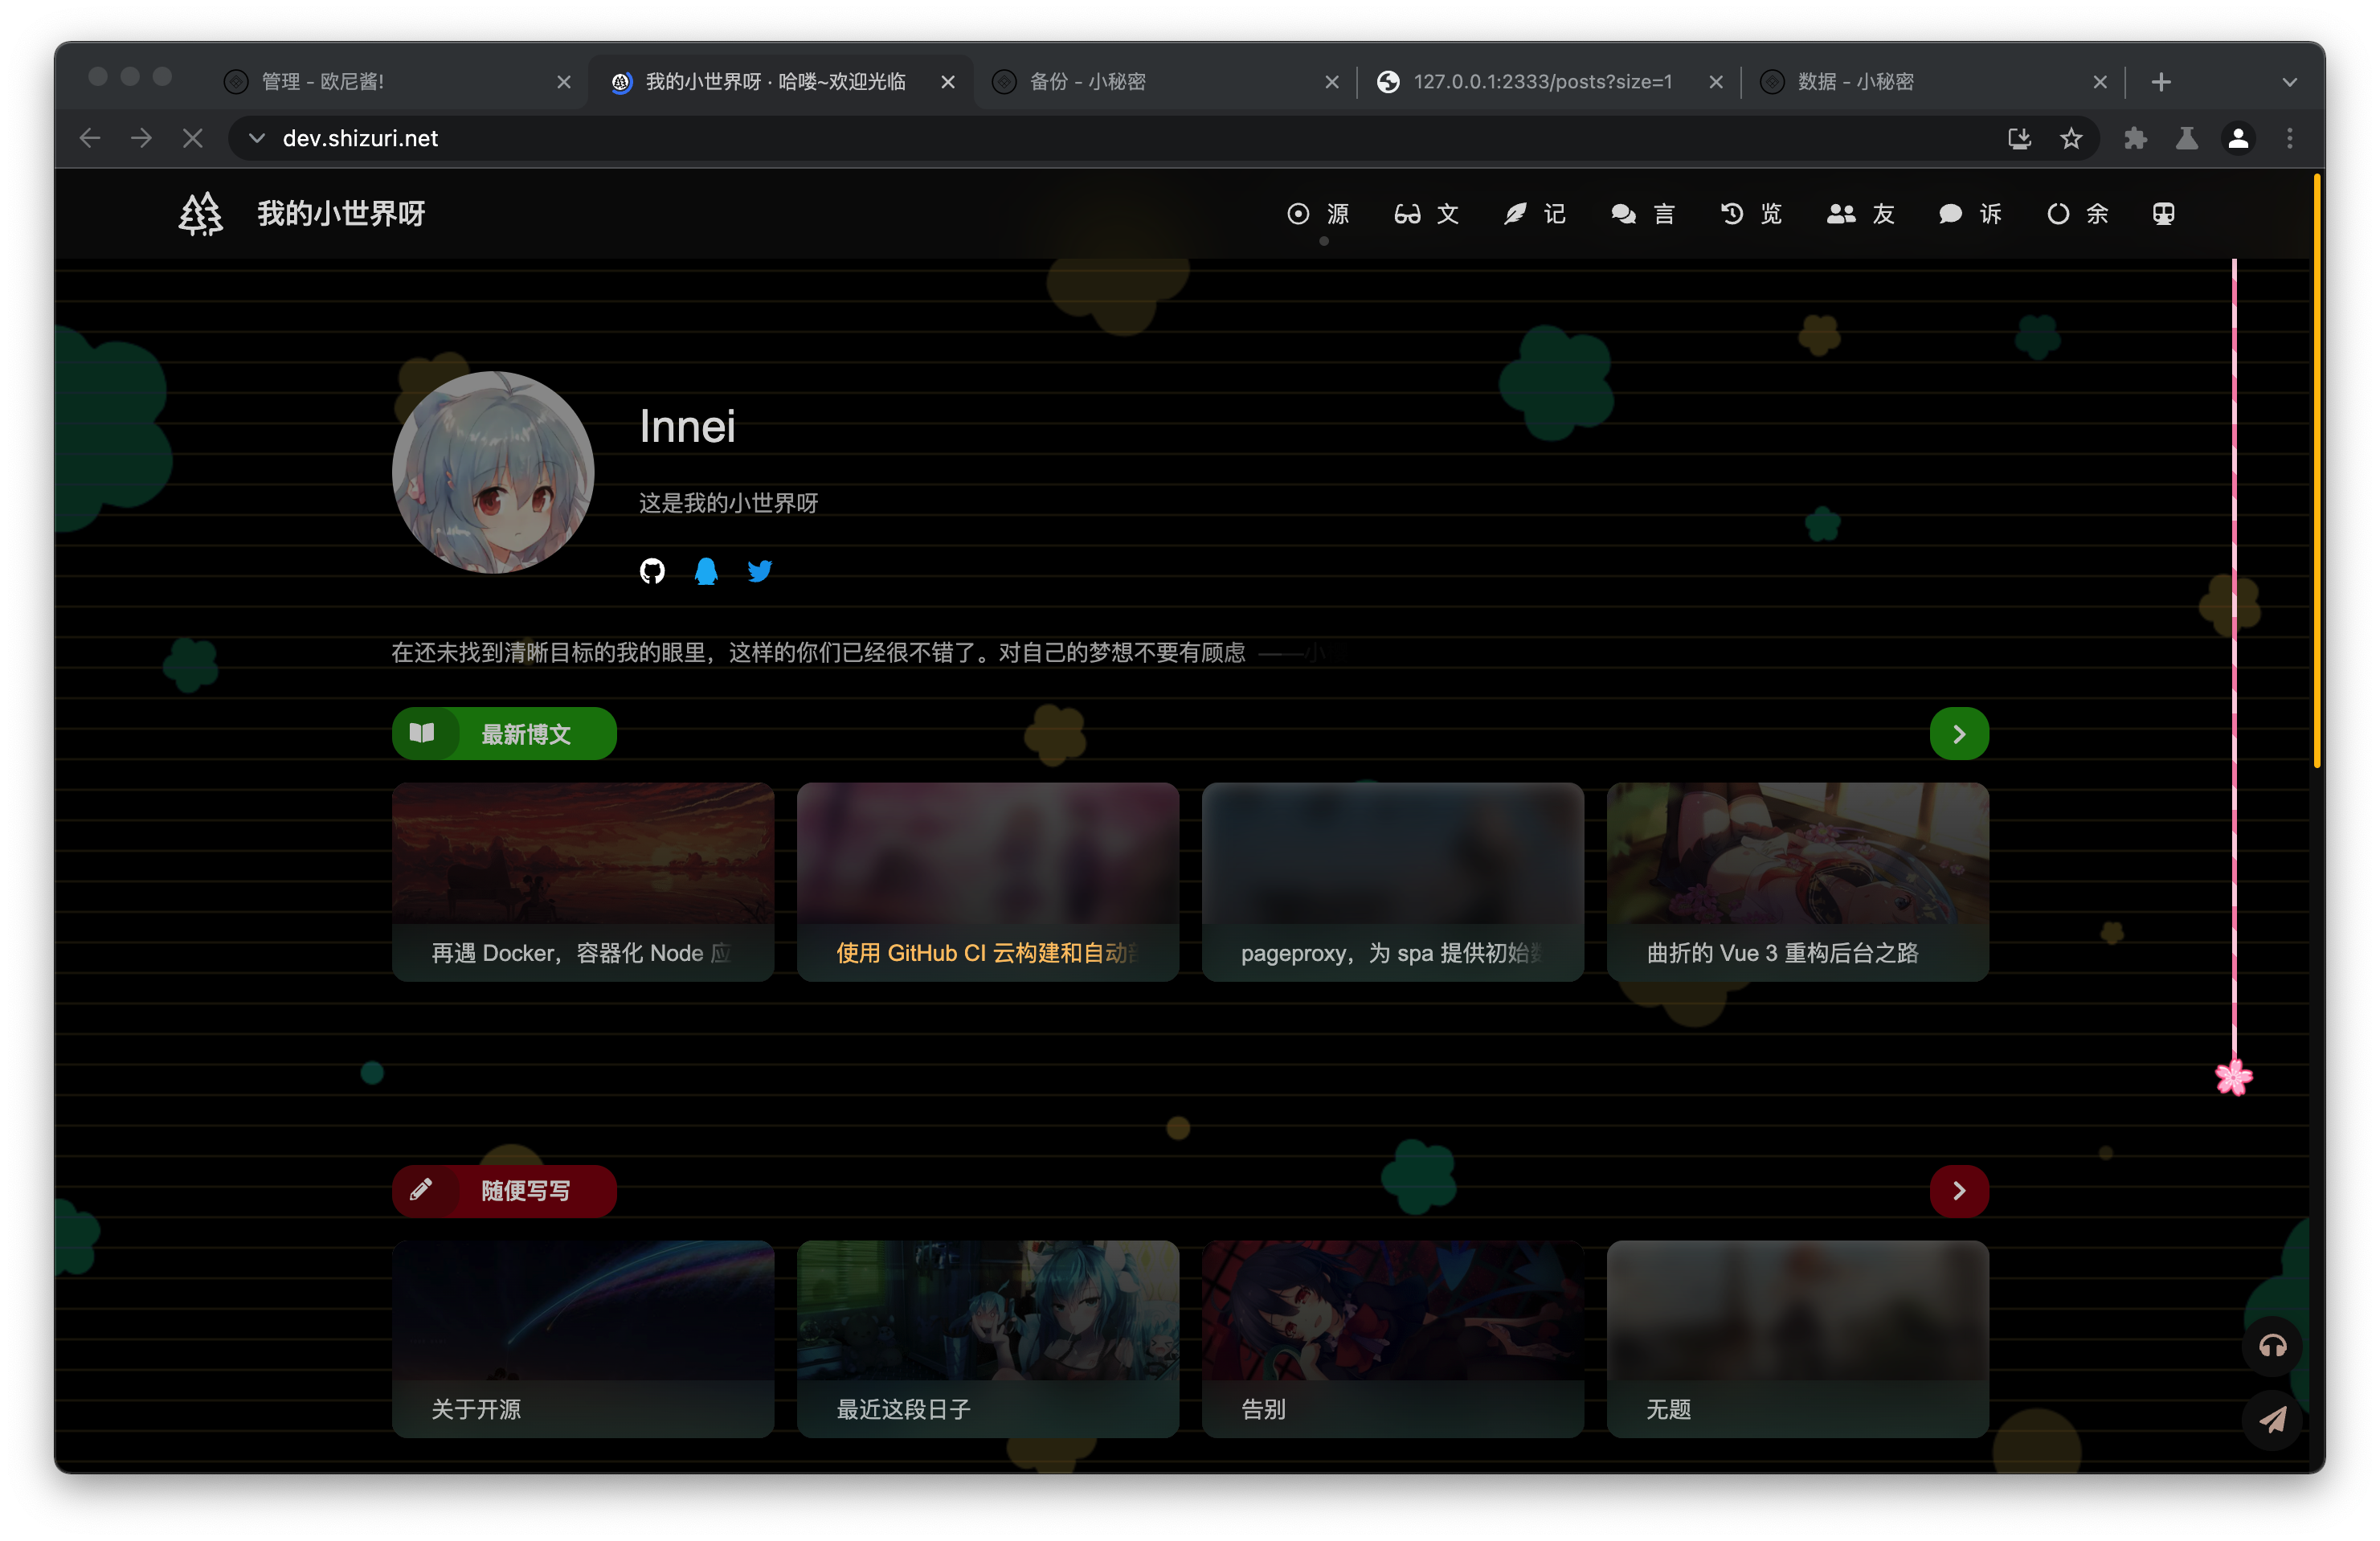 管理 - 欧尼酱!
我的小世界呀 · 哈喽~欢迎光临
备份 - 小秘密
127.0.0.1:2333/posts?size=1
数据 - 小秘密
dev.shizuri.net
我的小世界呀
源 文 记 言 览 友 诉 余
Innei
这是我的小世界呀
在还未找到清晰目标的我的眼里，这样的你们已经很不错了。对自己的梦想不要有顾虑 ——小
最新博文
再遇 Docker，容器化 Node 应
使用 GitHub CI 云构建和自动部
pageproxy，为 spa 提供初始数
曲折的 Vue 3 重构后台之路
随便写写
关于开源
最近这段日子
告别
无题